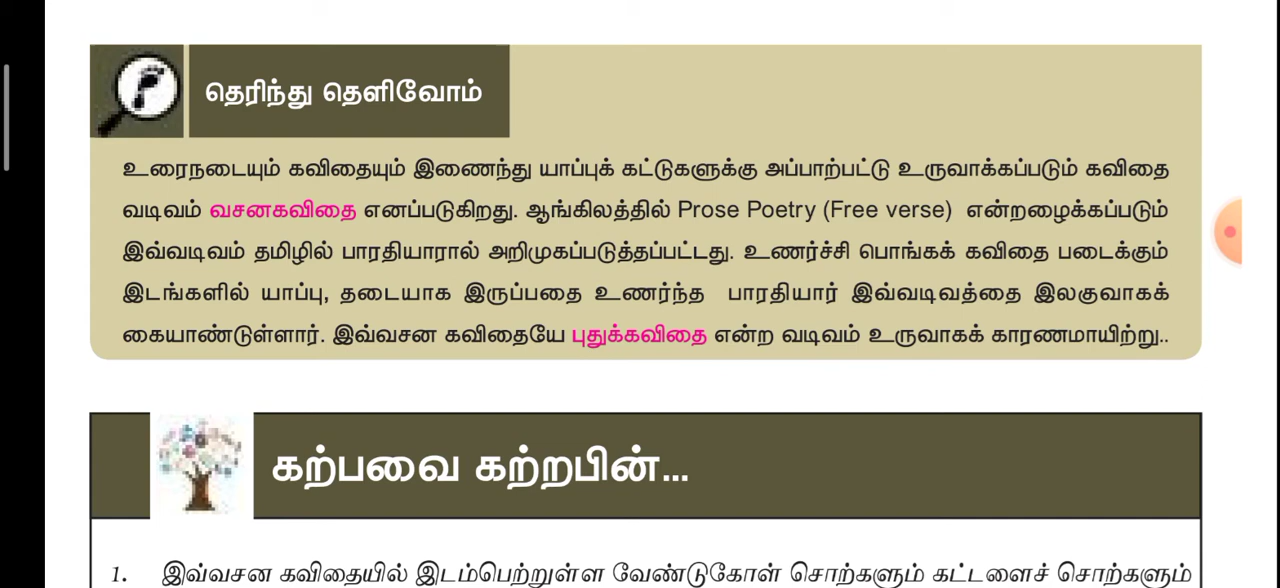 தெரிந்து தெளிவோம்
உரைநடையும் கவிதையும் இணைந்து யாப்புக் கட்டுகளுக்கு அப்பாற்பட்டு உருவாக்கப்படும் கவிதை
வடிவம் வசனகவிதை எனப்படுகிறது. ஆங்கிலத்தில் Prose Poetry (Free verse) என்றழைக்கப்படும்
இவ்வடிவம் தமிழில் பாரதியாரால் அறிமுகப்படுத்தப்பட்டது. உணர்ச்சி பொங்கக் கவிதை படைக்கும்
இடங்களில் யாப்பு, தடையாக இருப்பதை உணர்ந்த பாரதியார் இவ்வடிவத்தை இலகுவாகக்
கையாண்டுள்ளார். இவ்வசன கவிதையே புதுக்கவிதை என்ற வடிவம் உருவாகக் காரணமாயிற்று..
கற்பவை கற்றபின்...
1. இவ்வசன கவிதையில் இடம்பெற்றுள்ள வேண்டுகோள் சொற்களும் கட்டளைச் சொற்களும்